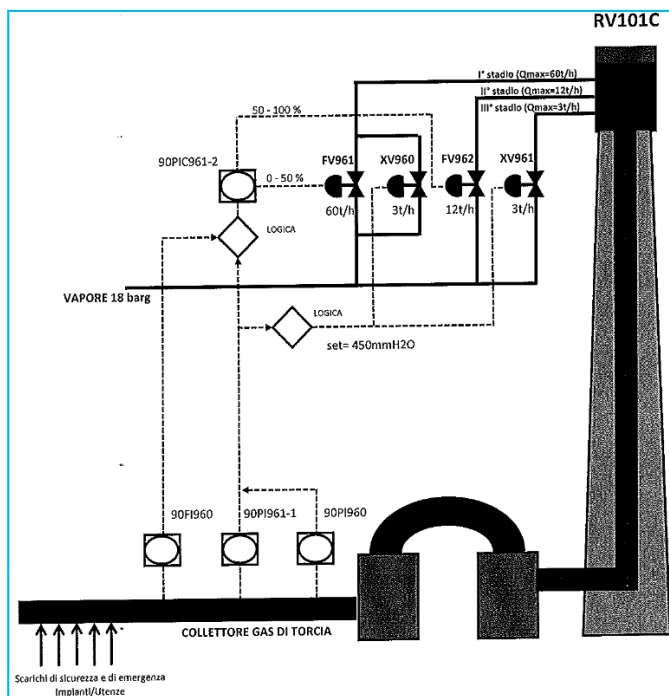 RV101C
I° stadio (Qmax=60t/h)
II° stadio (Qmax=12t/h)
III° stadio (Qmax=3t/h)
50 - 100 %
90PIC961-2
0 - 50 %
FV961
XV960
FV962
XV961
60t/h
3t/h
12t/h
3t/h
LOGICA
VAPORE 18 barg
LOGICA
set= 450mmH2O
90FI960
90PI961-1
90PI960
COLLETTORE GAS DI TORCIA
Scarichi di sicurezza e di emergenza
Impianti/Utenze